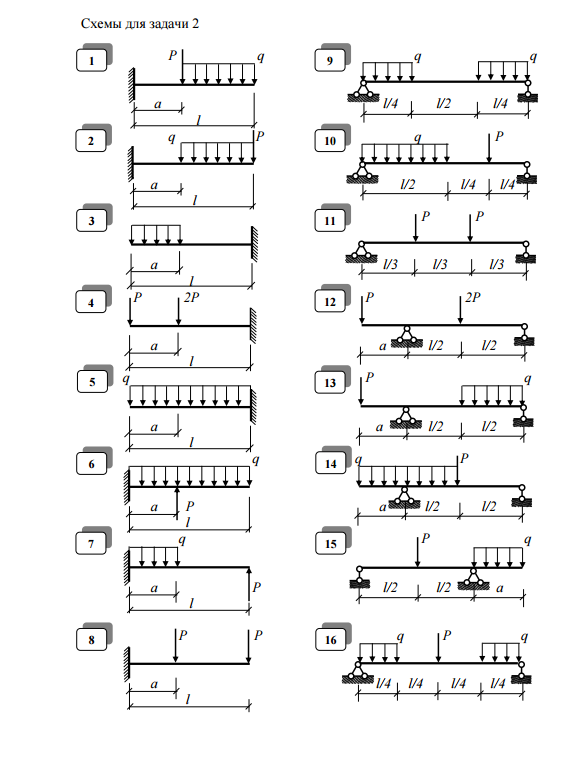 Схемы для задачи 2
1
P
q
a
l
2
q
P
a
l
3
a
l
4
P
2P
a
l
5
q
a
l
6
q
a
P
l
7
q
a
P
l
8
P
P
a
l
9
q
q
l/4
l/2
l/4
10
q
P
l/2
l/4
l/4
11
P
P
l/3
l/3
l/3
12
P
2P
a
l/2
l/2
13
P
q
a
l/2
l/2
14
q
P
a
l/2
l/2
15
P
q
l/2
l/2
a
16
q
P
q
l/4
l/4
l/4
l/4